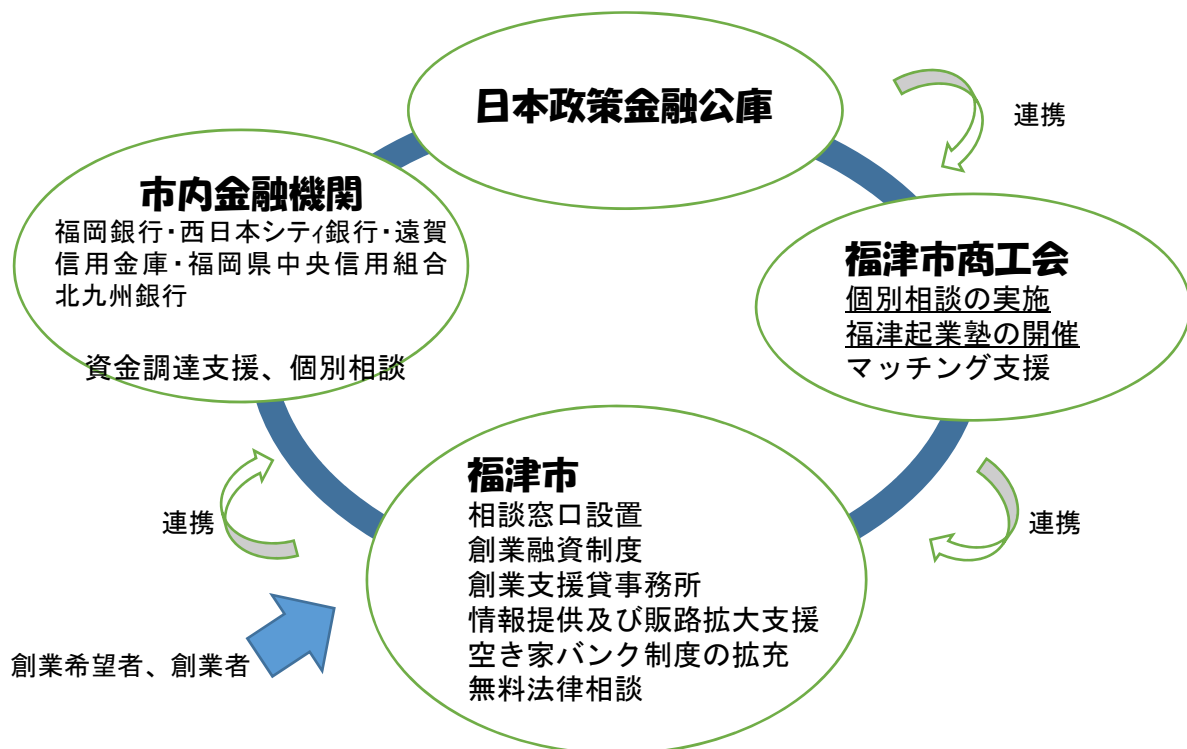 日本政策金融公庫
連携
市内金融機関
福岡銀行・西日本シティ銀行・遠賀
信用金庫・福岡県中央信用組合
北九州銀行
資金調達支援、個別相談
福津市商工会
個別相談の実施
福津起業塾の開催
マッチング支援
福津市
相談窓口設置
創業融資制度
創業支援貸事務所
情報提供及び販路拡大支援
空き家バンク制度の拡充
無料法律相談
連携
連携
創業希望者、創業者